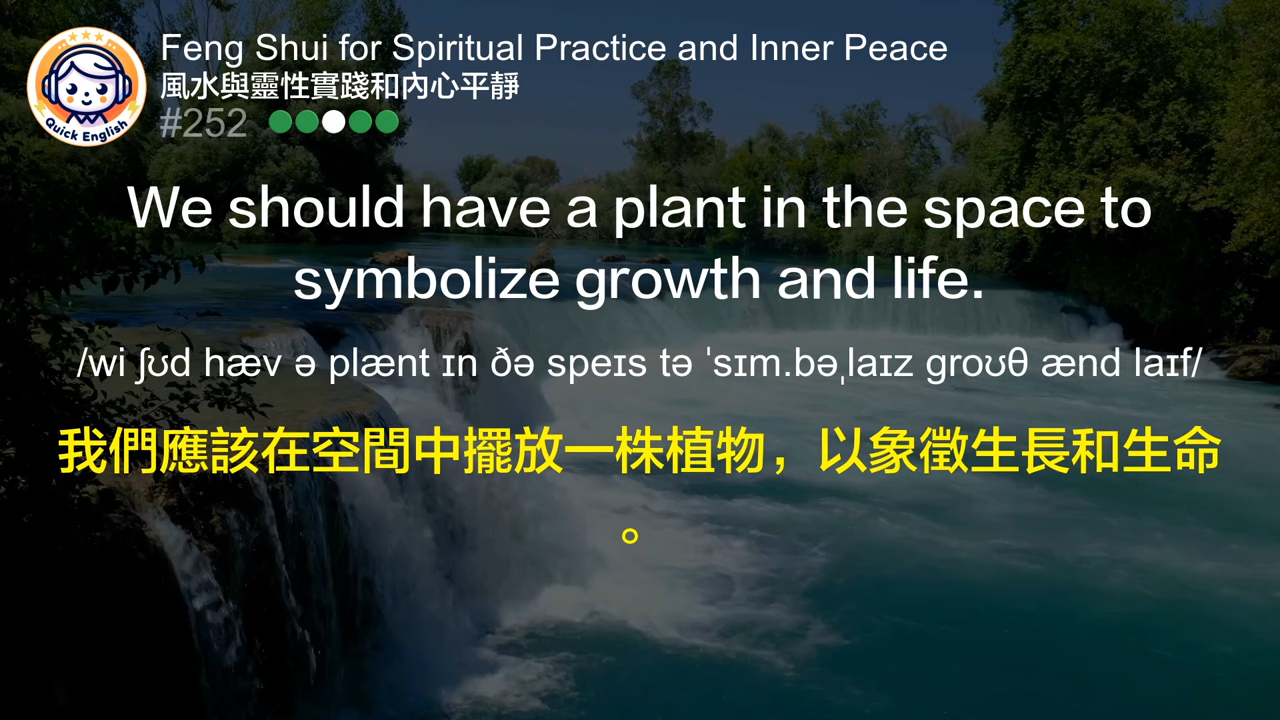 Feng Shui for Spiritual Practice and Inner Peace
風水與靈性實踐和內心平靜
#252
Quick English
We should have a plant in the space to
symbolize growth and life.
/wi ʃʊd hæv ə plænt ɪn ðə speɪs tə ˈsɪm.bəˌlaɪz groʊθ ænd laɪf/
我們應該在空間中擺放一株植物，以象徵生長和生命
。